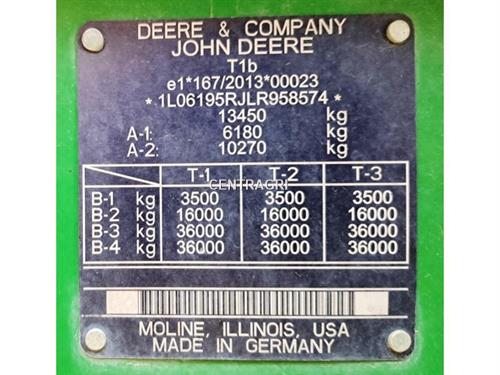 DEERE & COMPANY
JOHN DEERE
T1b
e1*167/2013*00023
*1L06195RJLR958574*
13450 kg
A-1: 6180 kg
A-2: 10270 kg
T-1 T-2 T-3
CENTRAGRI
B-1 kg 3500 3500 3500
B-2 kg 16000 16000 16000
B-3 kg 36000 36000 36000
B-4 kg 36000 36000 36000
MOLINE, ILLINOIS, USA
MADE IN GERMANY